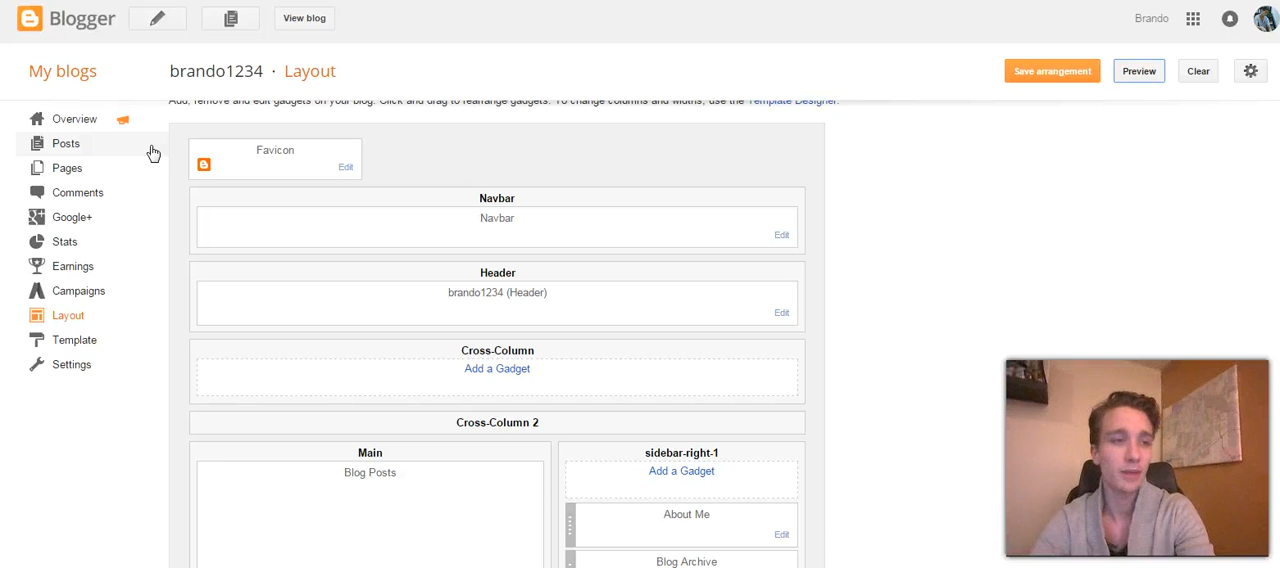 Blogger
View blog
Brando
My blogs
brando1234 · Layout
Save arrangement
Preview
Clear
Add, remove and edit gadgets on your blog. Click and drag to rearrange gadgets. To change columns and widths, use the Template Designer.
Overview
Posts
Pages
Comments
Google+
Stats
Earnings
Campaigns
Layout
Template
Settings
Favicon
Edit
Navbar
Navbar
Edit
Header
brando1234 (Header)
Edit
Cross-Column
Add a Gadget
Cross-Column 2
Main
Blog Posts
sidebar-right-1
Add a Gadget
About Me
Edit
Blog Archive